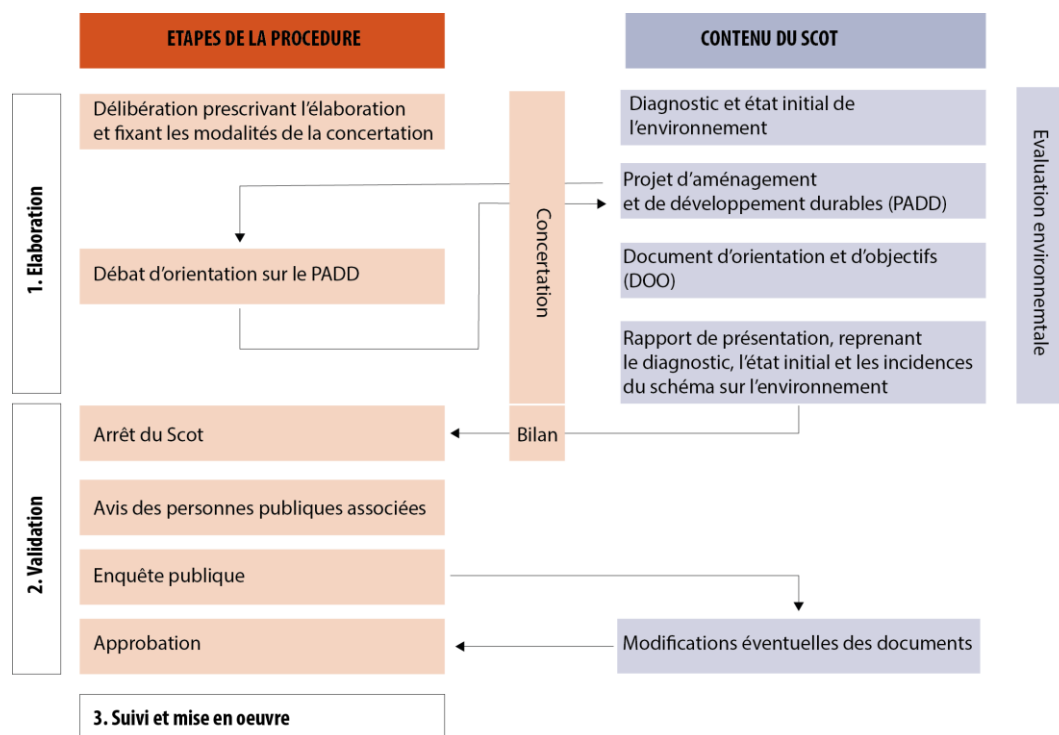 ETAPES DE LA PROCEDURE
CONTENU DU SCOT
1. Elaboration
Délibération prescrivant l'élaboration
et fixant les modalités de la concertation
Débat d'orientation sur le PADD
Concertation
Diagnostic et état initial de
l'environnement
Projet d'aménagement
et de développement durables (PADD)
Document d'orientation et d'objectifs
(DOO)
Rapport de présentation, reprenant
le diagnostic, l'état initial et les incidences
du schéma sur l'environnement
Evaluation environnemtale
2. Validation
Arrêt du Scot
Bilan
Avis des personnes publiques associées
Enquête publique
Approbation
Modifications éventuelles des documents
3. Suivi et mise en oeuvre